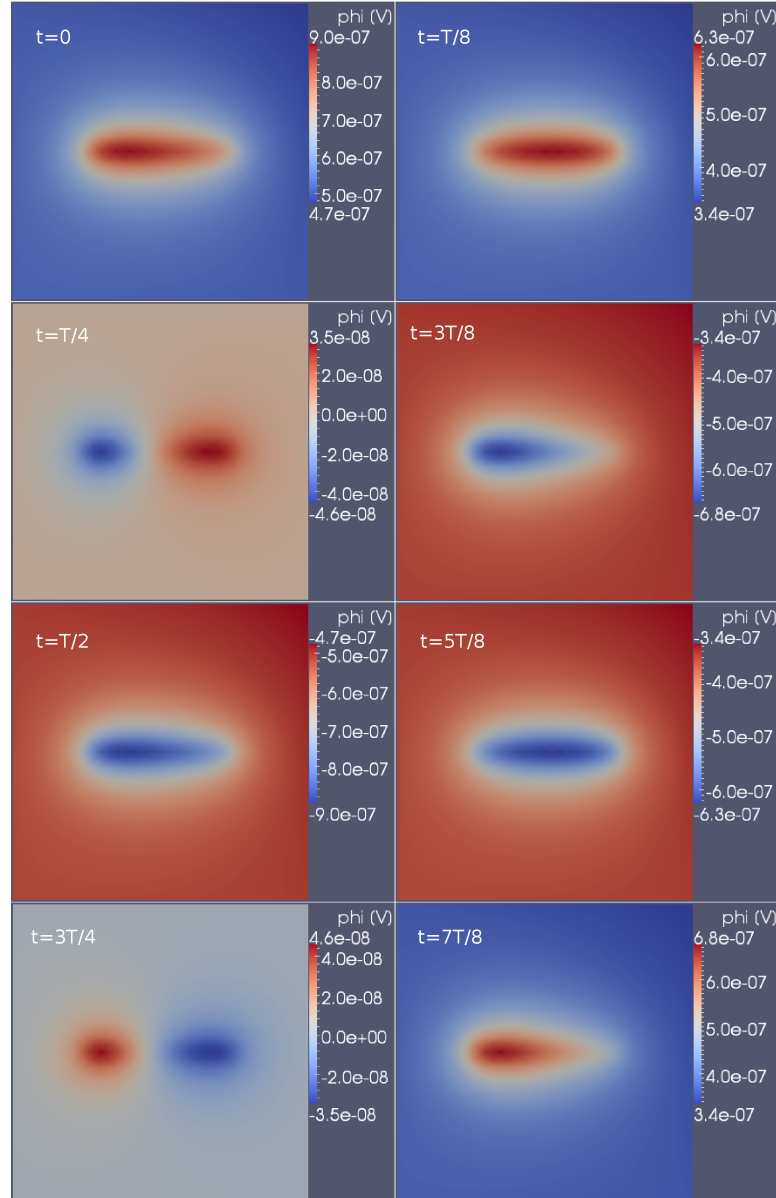 t=0
phi (V)
9.0e-07
8.0e-07
7.0e-07
6.0e-07
5.0e-07
4.7e-07
t=T/8
phi (V)
6.3e-07
6.0e-07
5.0e-07
4.0e-07
3.4e-07
t=T/4
phi (V)
3.5e-08
2.0e-08
0.0e+00
-2.0e-08
-4.0e-08
-4.6e-08
t=3T/8
phi (V)
-3.4e-07
-4.0e-07
-5.0e-07
-6.0e-07
-6.8e-07
t=T/2
phi (V)
-4.7e-07
-5.0e-07
-6.0e-07
-7.0e-07
-8.0e-07
-9.0e-07
t=5T/8
phi (V)
-3.4e-07
-4.0e-07
-5.0e-07
-6.0e-07
-6.3e-07
t=3T/4
phi (V)
4.6e-08
4.0e-08
2.0e-08
0.0e+00
-2.0e-08
-3.5e-08
t=7T/8
phi (V)
6.8e-07
6.0e-07
5.0e-07
4.0e-07
3.4e-07